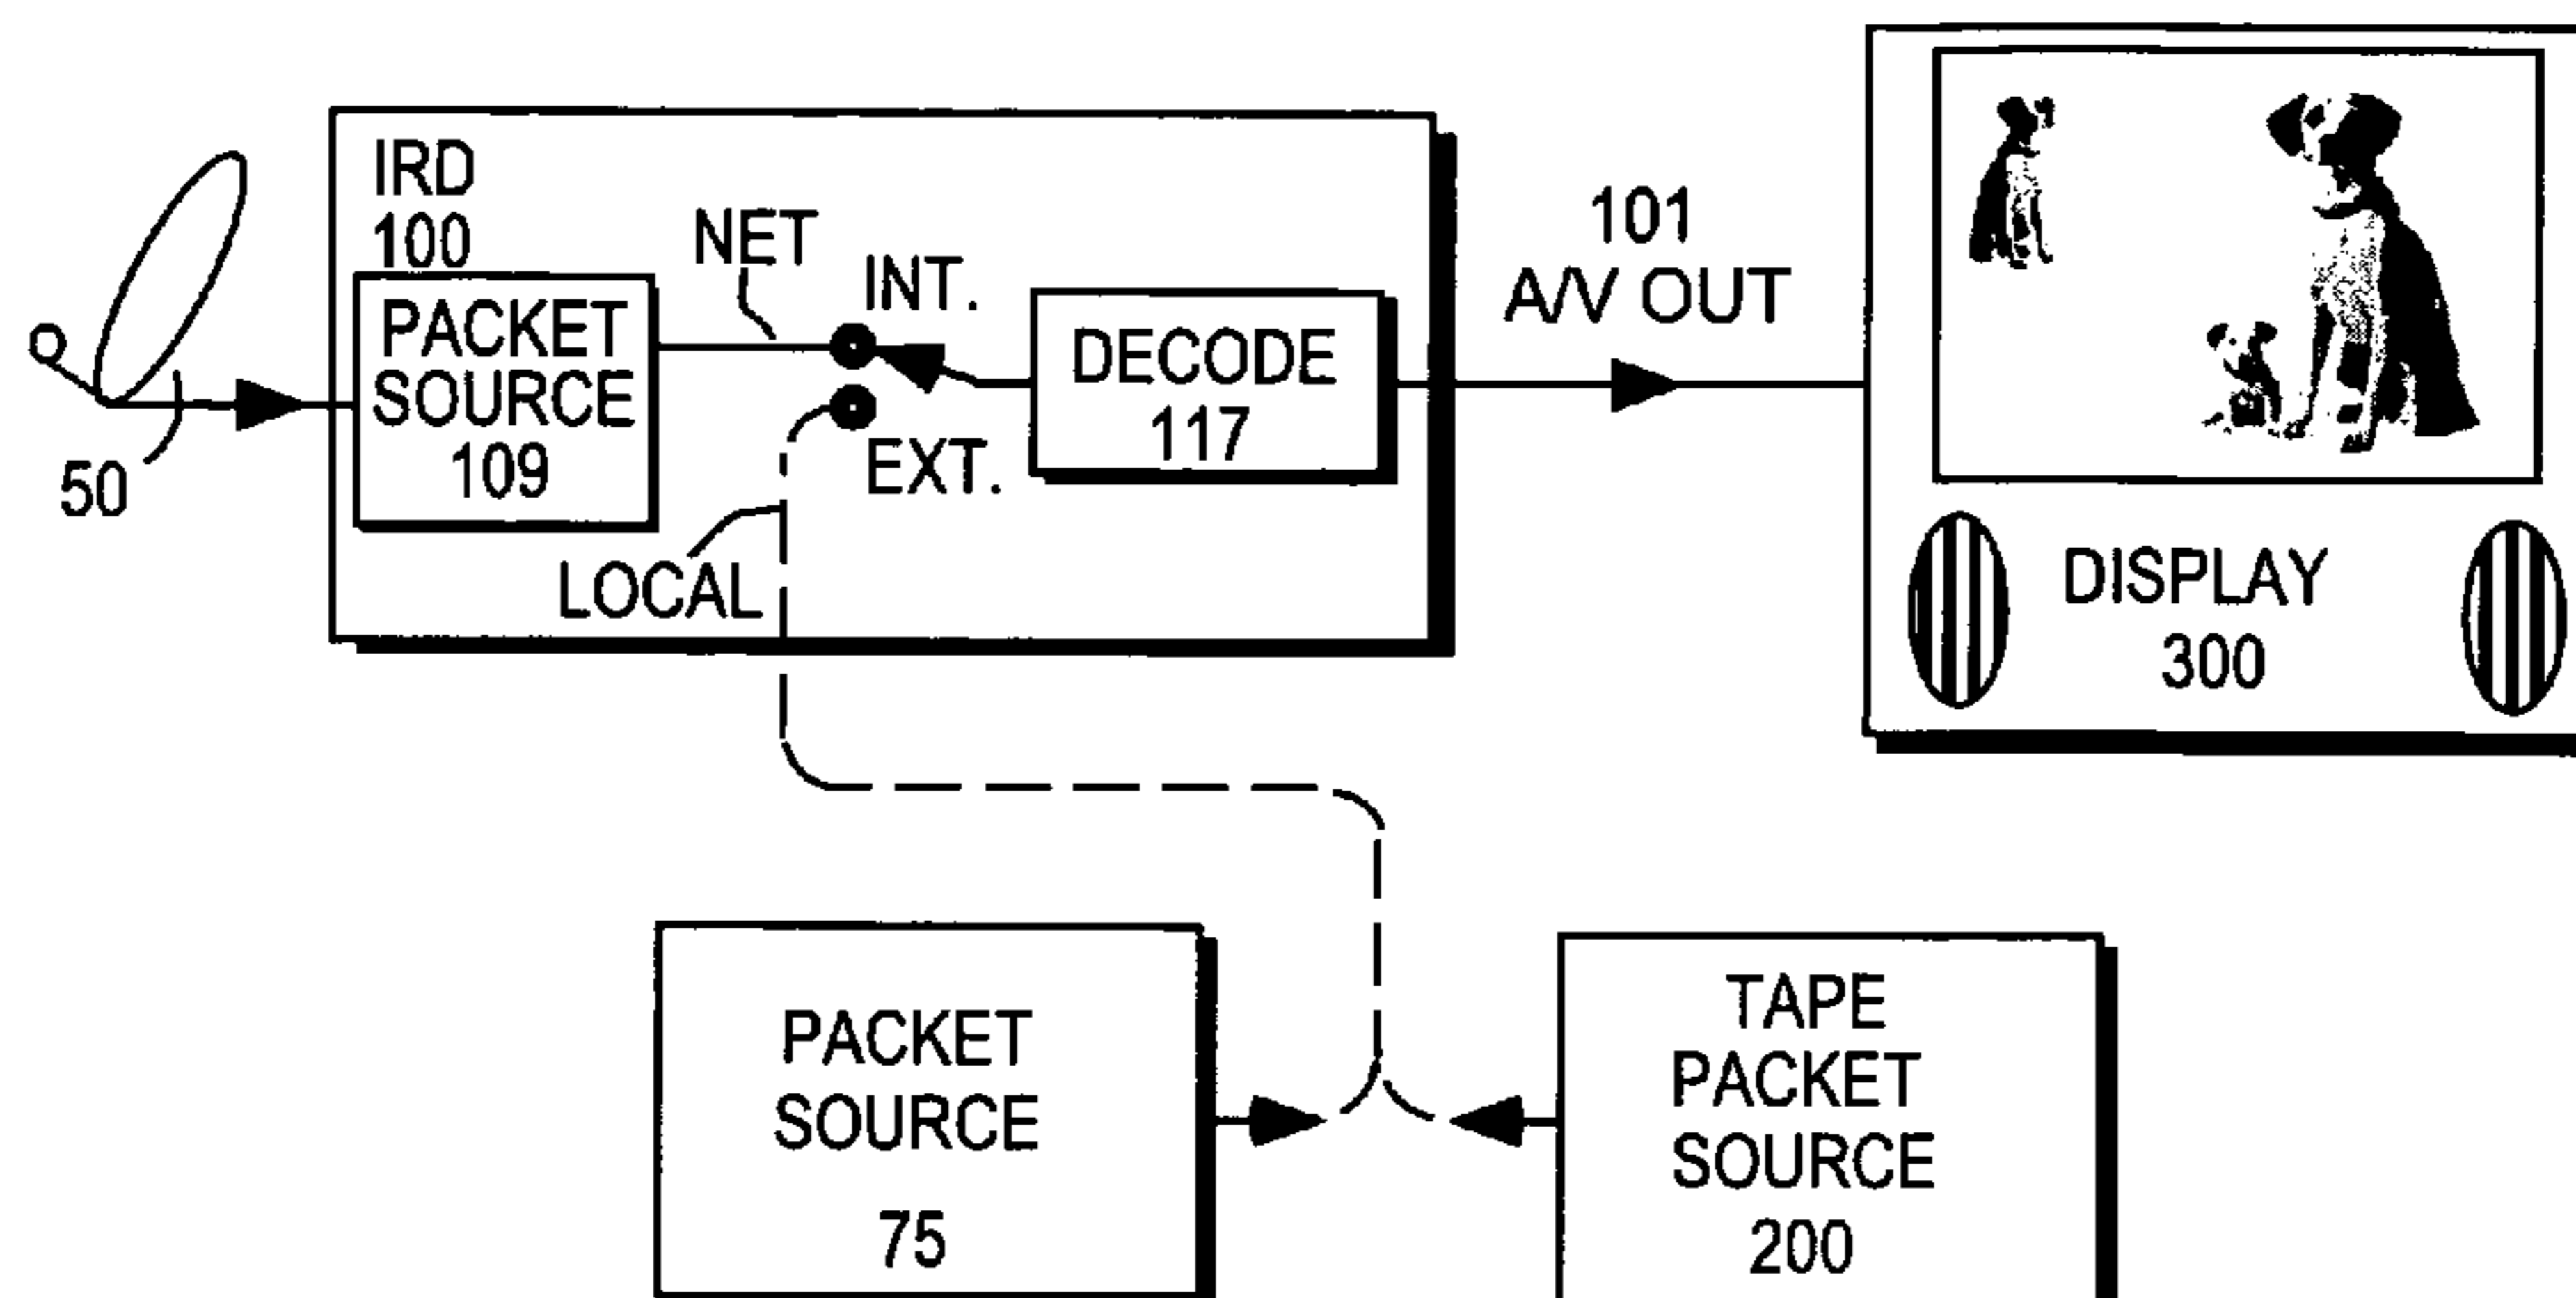 IRD
100
PACKET
SOURCE
109
50
NET
INT.
EXT.
LOCAL
DECODE
117
101
A/V OUT
DISPLAY
300
PACKET
SOURCE
75
TAPE
PACKET
SOURCE
200